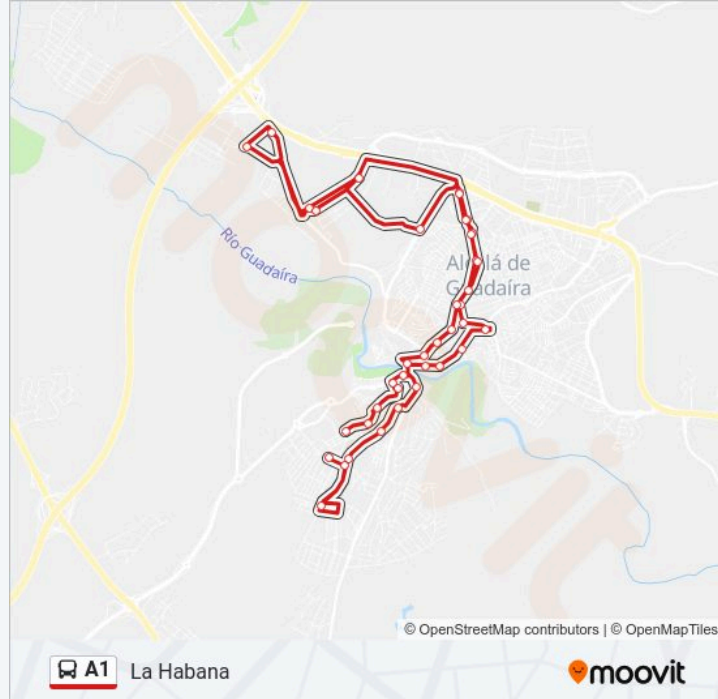 Río Guadaíra
Alcalá de
Guadaíra
© OpenStreetMap contributors | © OpenMapTiles
A1 La Habana
moovit